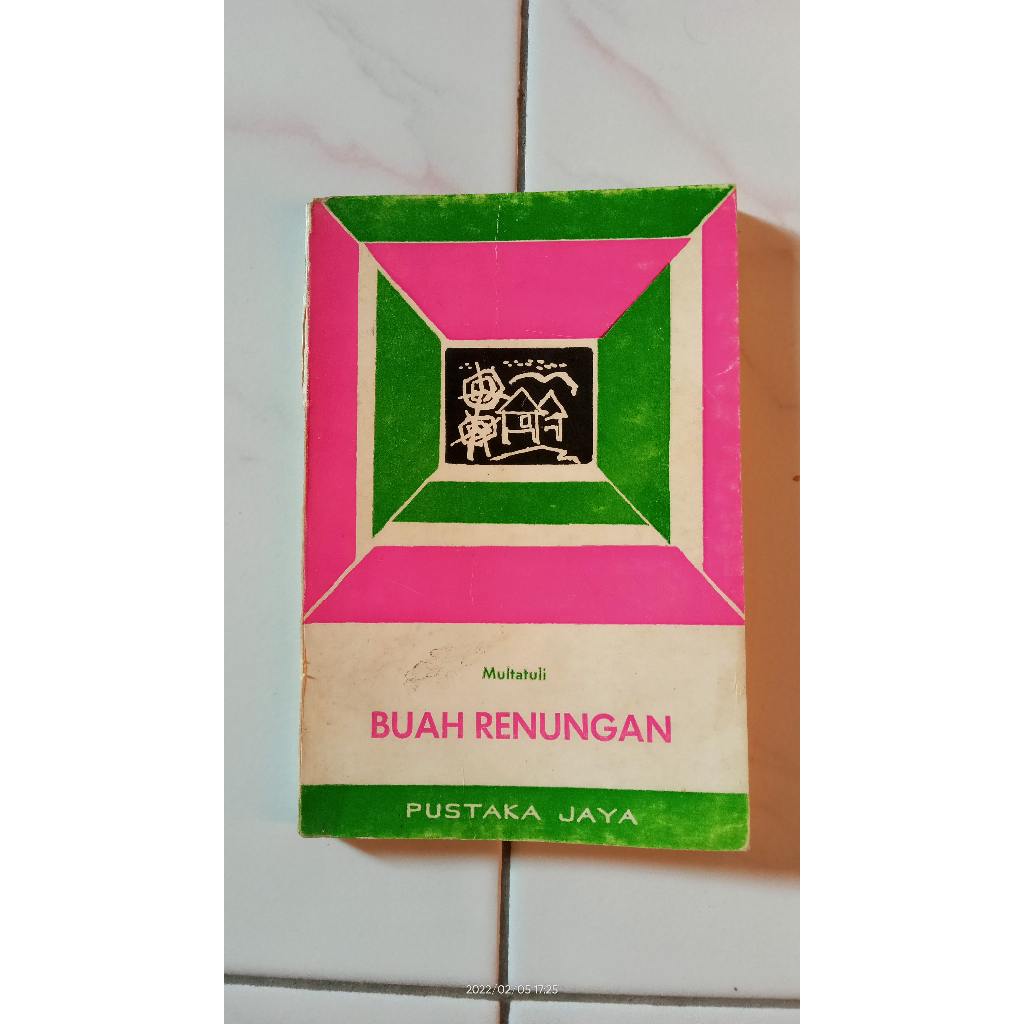 Multatuli
BUAH RENUNGAN
PUSTAKA JAYA
2022/02/05 17:25